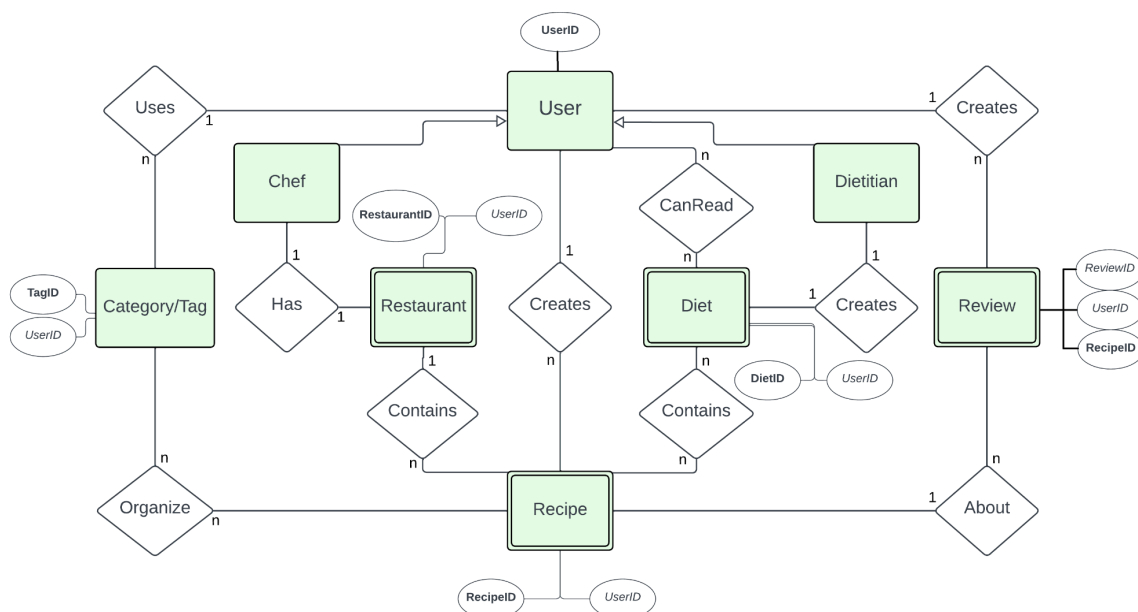 UserID
User
Uses
1
1
Creates
n
n
n
Chef
Dietitian
CanRead
RestaurantID
UserID
1
1
1
n
ReviewID
TagID
UserID
Category/Tag
Has
1
Restaurant
Creates
Diet
1
Creates
Review
UserID
RecipeID
1
n
n
DietID
UserID
Contains
Contains
n
n
n
n
Organize
n
Recipe
1
About
RecipeID
UserID